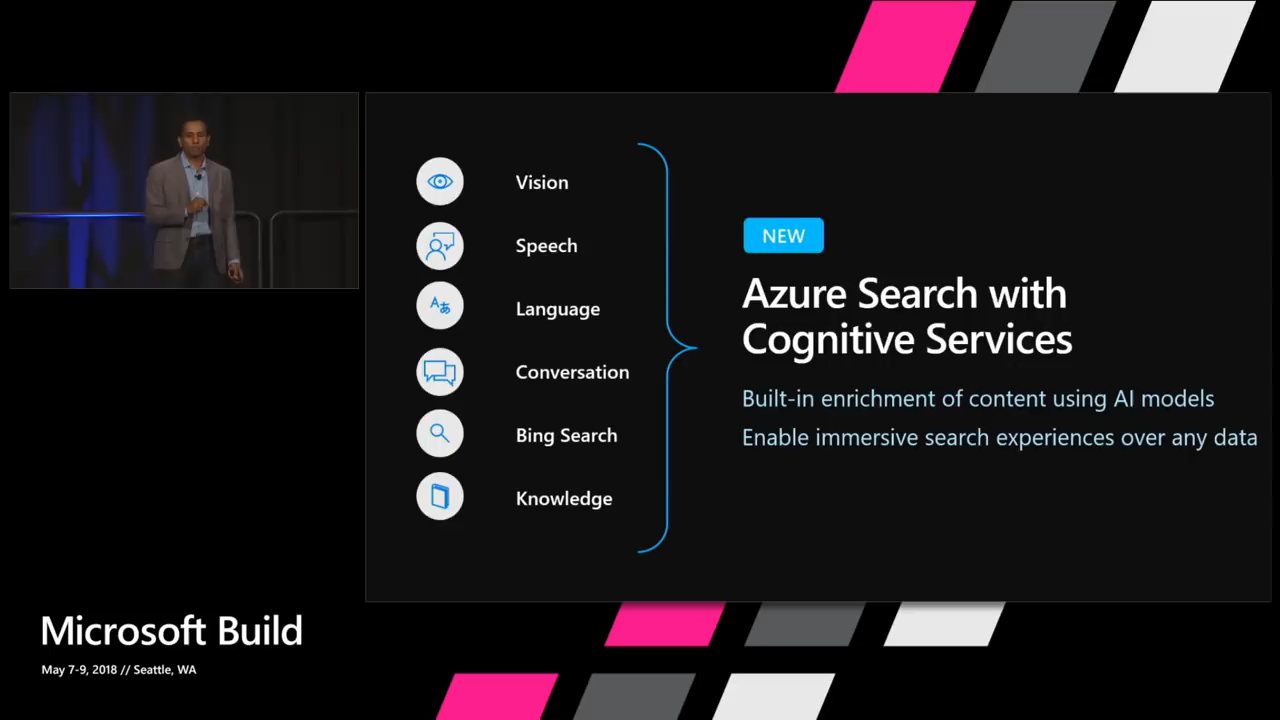 Vision
Speech
Language
Conversation
Bing Search
Knowledge
NEW
Azure Search with
Cognitive Services
Built-in enrichment of content using AI models
Enable immersive search experiences over any data
Microsoft Build
May 7-9, 2018 // Seattle, WA